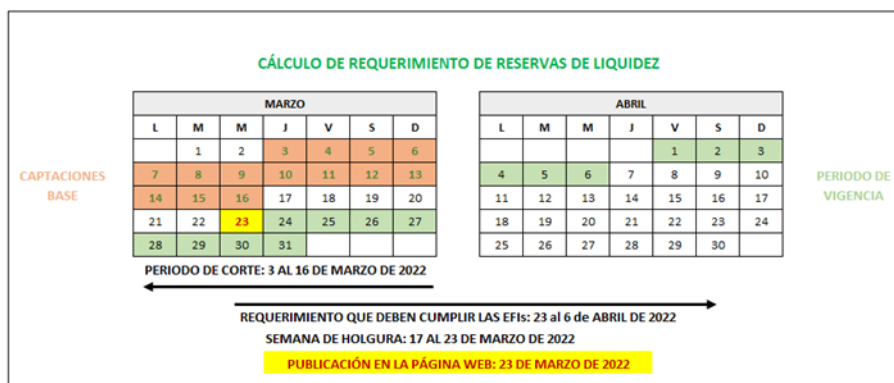 CÁLCULO DE REQUERIMIENTO DE RESERVAS DE LIQUIDEZ
MARZO
L M M J V S D
1 2 3 4 5 6
7 8 9 10 11 12 13
14 15 16 17 18 19 20
21 22 23 24 25 26 27
28 29 30 31
ABRIL
L M M J V S D
1 2 3
4 5 6 7 8 9 10
11 12 13 14 15 16 17
18 19 20 21 22 23 24
25 26 27 28 29 30
CAPTACIONES
BASE
PERIODO DE
VIGENCIA
PERIODO DE CORTE: 3 AL 16 DE MARZO DE 2022
REQUERIMIENTO QUE DEBEN CUMPLIR LAS EFIs: 23 al 6 de ABRIL DE 2022
SEMANA DE HOLGURA: 17 AL 23 DE MARZO DE 2022
PUBLICACIÓN EN LA PÁGINA WEB: 23 DE MARZO DE 2022